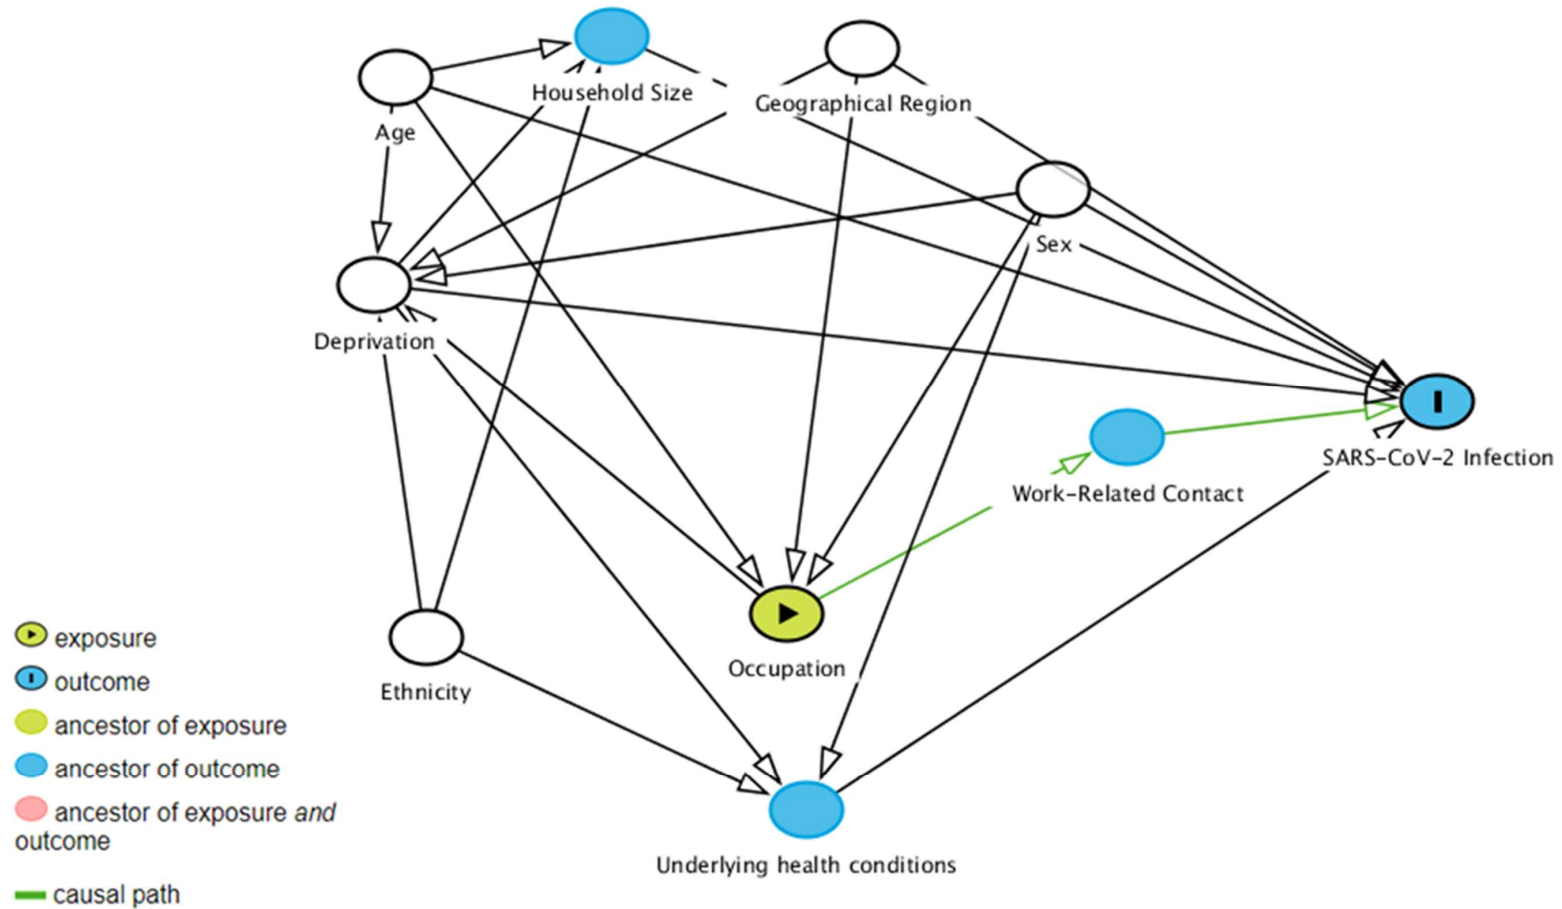 Household Size
Geographical Region
Age
Sex
Deprivation
SARS-CoV-2 Infection
Work-Related Contact
Occupation
Ethnicity
Underlying health conditions
exposure
outcome
ancestor of exposure
ancestor of outcome
ancestor of exposure and
outcome
causal path